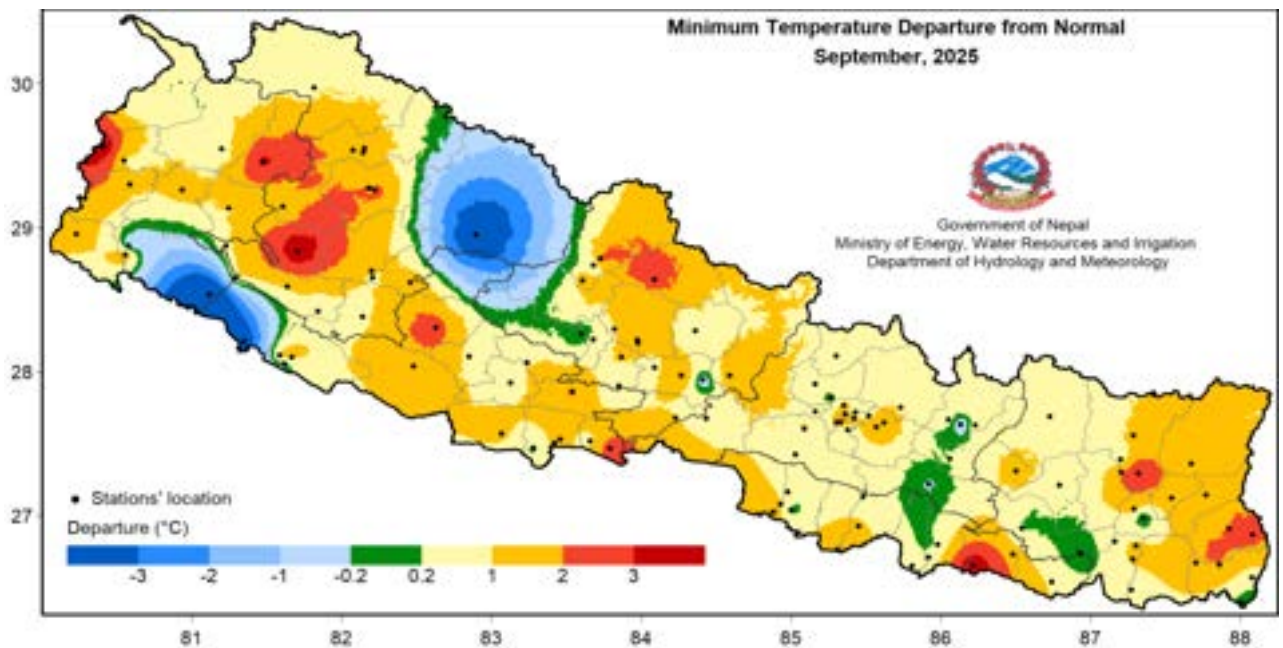 Minimum Temperature Departure from Normal
September, 2025
Government of Nepal
Ministry of Energy, Water Resources and Irrigation
Department of Hydrology and Meteorology
30
29
28
27
Stations' location
Departure (°C)
-3 -2 -1 -0.2 0.2 1 2 3
81 82 83 84 85 86 87 88